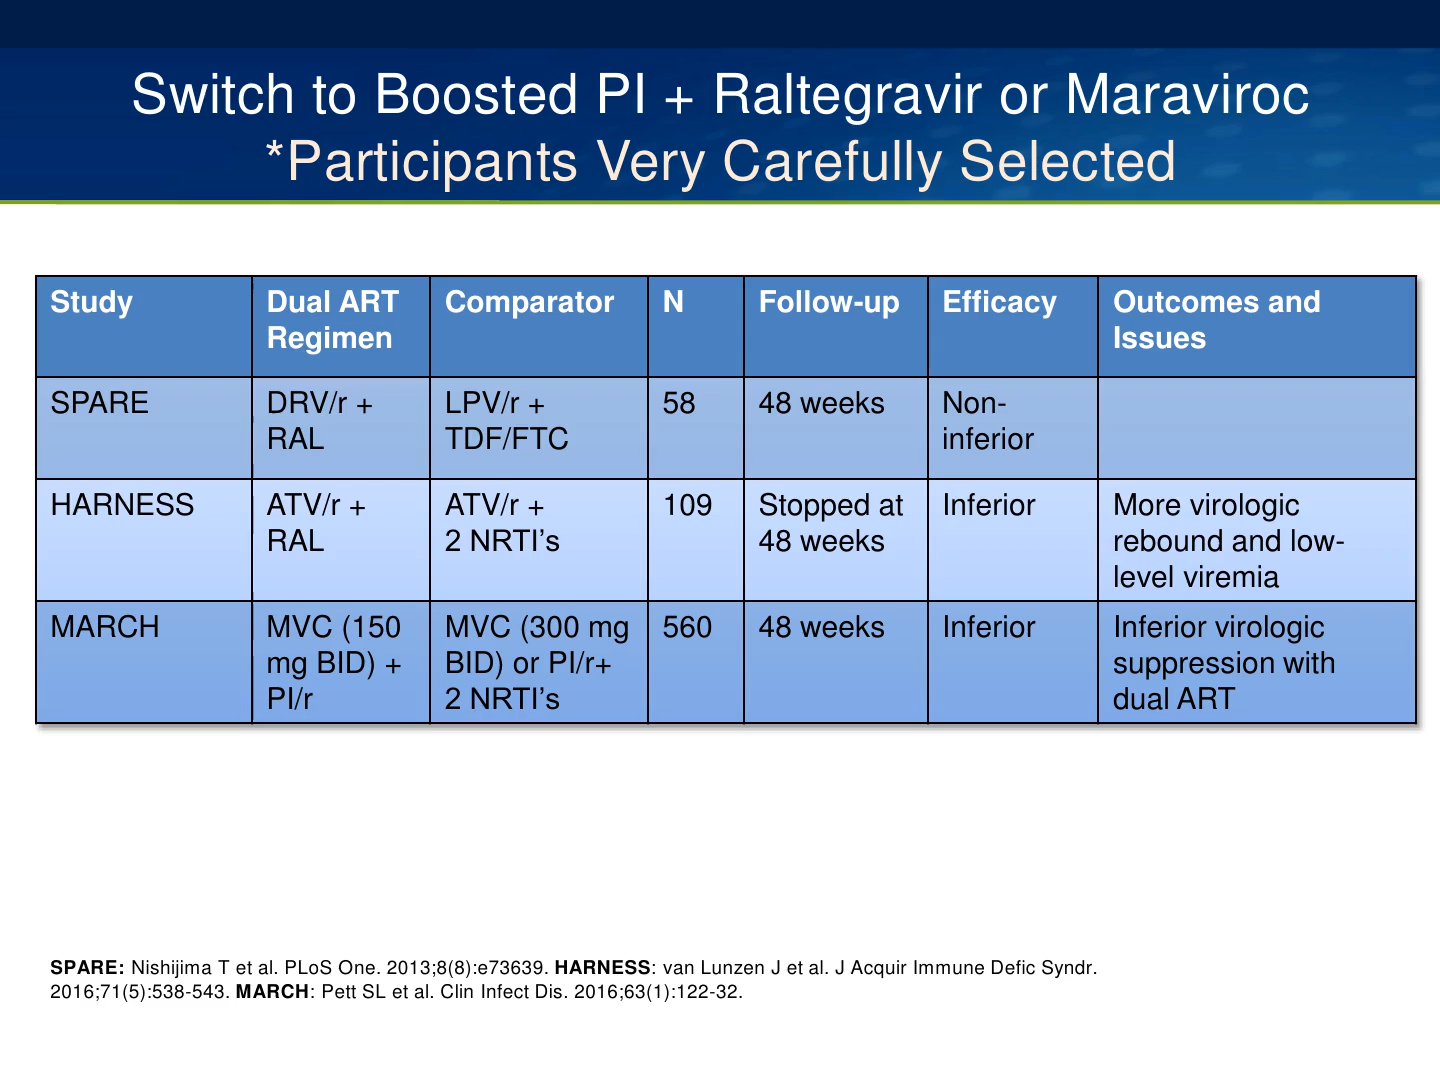 Switch to Boosted PI + Raltegravir or Maraviroc
*Participants Very Carefully Selected
Study
Dual ART
Regimen
Comparator
N
Follow-up
Efficacy
Outcomes and
Issues
SPARE
DRV/r +
RAL
LPV/r +
TDF/FTC
58
48 weeks
Non-
inferior
HARNESS
ATV/r +
RAL
ATV/r +
2 NRTI’s
109
Stopped at
48 weeks
Inferior
More virologic
rebound and low-
level viremia
MARCH
MVC (150
mg BID) +
PI/r
MVC (300 mg
BID) or PI/r+
2 NRTI’s
560
48 weeks
Inferior
Inferior virologic
suppression with
dual ART
SPARE: Nishijima T et al. PLoS One. 2013;8(8):e73639. HARNESS: van Lunzen J et al. J Acquir Immune Defic Syndr.
2016;71(5):538-543. MARCH: Pett SL et al. Clin Infect Dis. 2016;63(1):122-32.